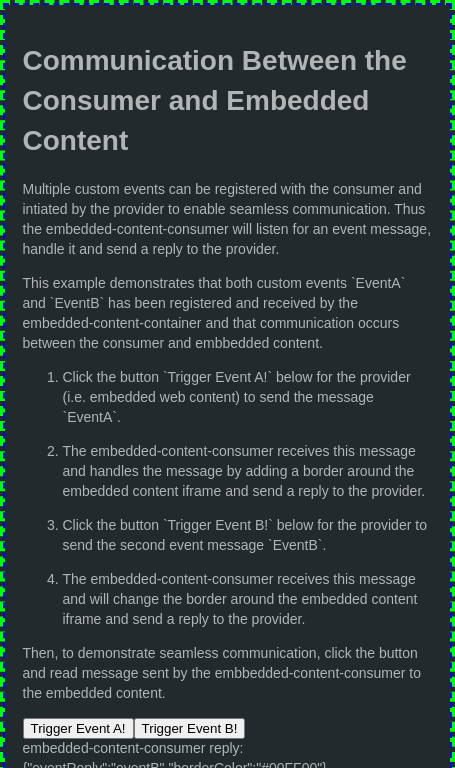 Communication Between the
Consumer and Embedded
Content
Multiple custom events can be registered with the consumer and
intiated by the provider to enable seamless communication. Thus
the embedded-content-consumer will listen for an event message,
handle it and send a reply to the provider.
This example demonstrates that both custom events `EventA`
and `EventB` has been registered and received by the
embedded-content-container and that communication occurs
between the consumer and embbedded content.
1. Click the button `Trigger Event A!` below for the provider
(i.e. embedded web content) to send the message
`EventA`.
2. The embedded-content-consumer receives this message
and handles the message by adding a border around the
embedded content iframe and send a reply to the provider.
3. Click the button `Trigger Event B!` below for the provider to
send the second event message `EventB`.
4. The embedded-content-consumer receives this message
and will change the border around the embedded content
iframe and send a reply to the provider.
Then, to demonstrate seamless communication, click the button
and read message sent by the embbedded-content-consumer to
the embedded content.
Trigger Event A! Trigger Event B!
embedded-content-consumer reply:
{"eventReply":"eventB","borderColor":"#00FF00"}